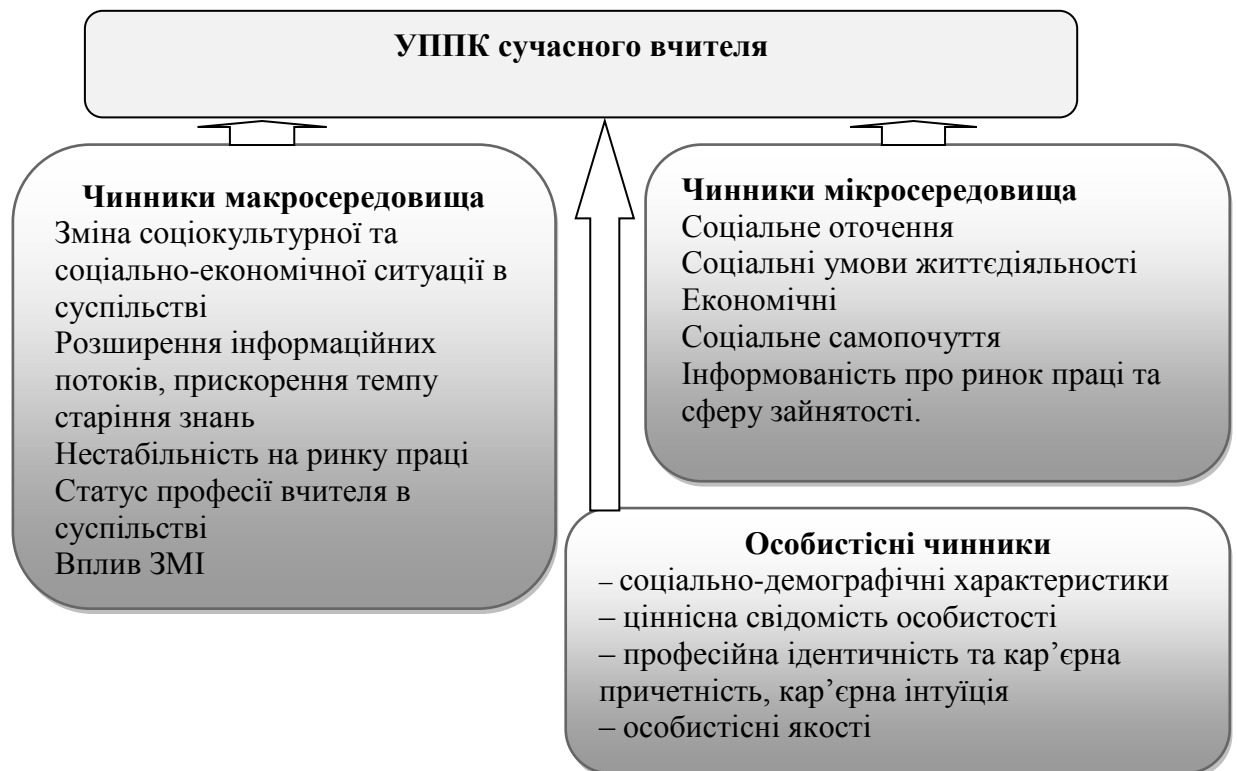 УППК сучасного вчителя
Чинники макросередовища
Зміна соціокультурної та
соціально-економічної ситуації в
суспільстві
Розширення інформаційних
потоків, прискорення темпу
старіння знань
Нестабільність на ринку праці
Статус професії вчителя в
суспільстві
Вплив ЗМІ
Чинники мікросередовища
Соціальне оточення
Соціальні умови життєдіяльності
Економічні
Соціальне самопочуття
Інформованість про ринок праці та
сферу зайнятості.
Особистісні чинники
– соціально-демографічні характеристики
– ціннісна свідомість особистості
– професійна ідентичність та кар’єрна
причетність, кар’єрна інтуїція
– особистісні якості